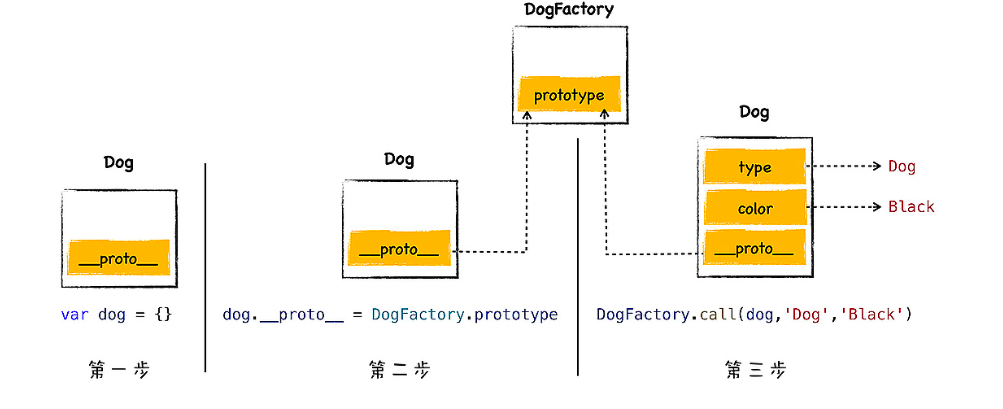 DogFactory
prototype
Dog
__proto__
var dog = {}
第一步
Dog
__proto__
dog.__proto__ = DogFactory.prototype
第二步
Dog
type
Dog
color
Black
__proto__
DogFactory.call(dog,'Dog','Black')
第三步